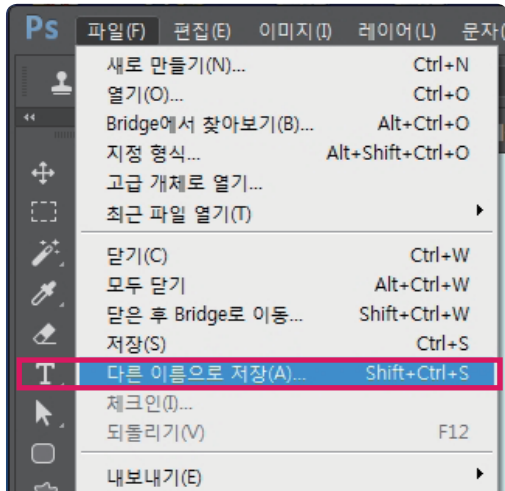 Ps 파일(F) 편집(E) 이미지(I) 레이어(L) 문자(
새로 만들기(N)... Ctrl+N
열기(O)... Ctrl+O
Bridge에서 찾아보기(B)... Alt+Ctrl+O
지정 형식... Alt+Shift+Ctrl+O
고급 개체로 열기...
최근 파일 열기(T)
닫기(C) Ctrl+W
모두 닫기 Alt+Ctrl+W
닫은 후 Bridge로 이동... Shift+Ctrl+W
저장(S) Ctrl+S
다른 이름으로 저장(A)... Shift+Ctrl+S
체크인(I)...
되돌리기(V) F12
내보내기(E)